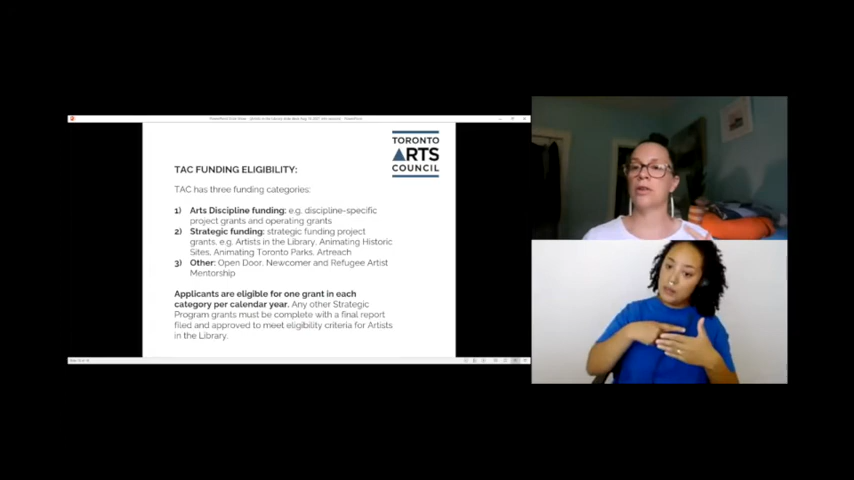 TORONTO
ARTS
COUNCIL
TAC FUNDING ELIGIBILITY:
TAC has three funding categories:
1) Arts Discipline funding: e.g. discipline-specific
project grants and operating grants
2) Strategic funding: strategic funding project
grants, e.g. Artists in the Library, Animating Historic
Sites, Animating Toronto Parks, Artreach
3) Other: Open Door, Newcomer and Refugee Artist
Mentorship
Applicants are eligible for one grant in each
category per calendar year. Any other Strategic
Program grants must be complete with a final report
filed and approved to meet eligibility criteria for Artists
in the Library.